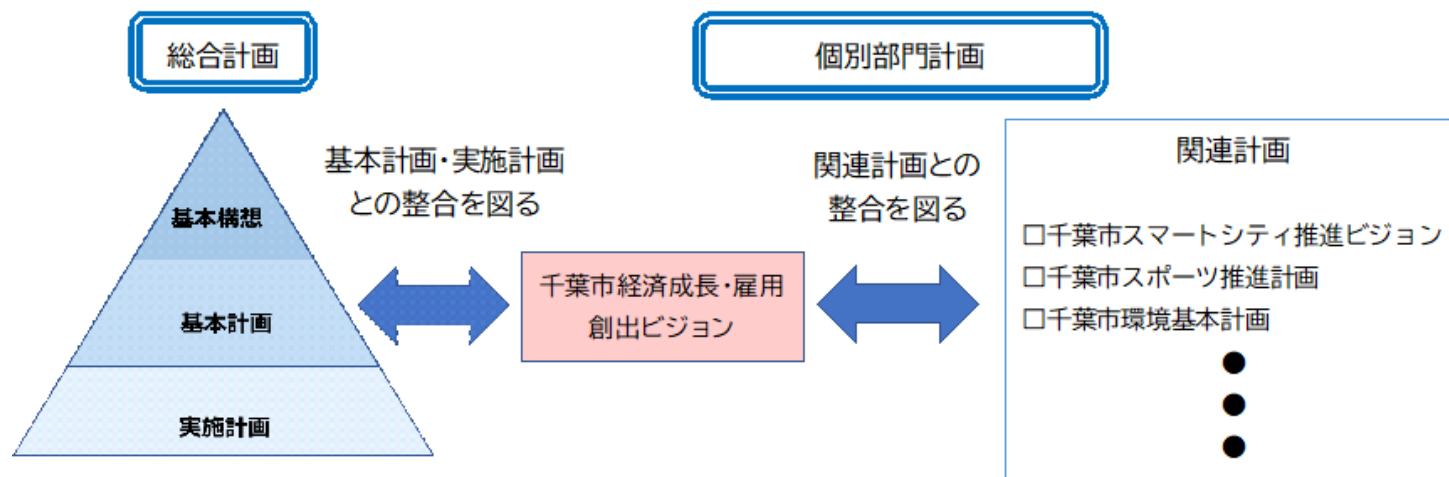 総合計画
個別部門計画
基本構想
基本計画
実施計画
基本計画・実施計画
との整合を図る
千葉市経済成長・雇用
創出ビジョン
関連計画との
整合を図る
関連計画
□千葉市スマートシティ推進ビジョン
□千葉市スポーツ推進計画
□千葉市環境基本計画
●
●
●